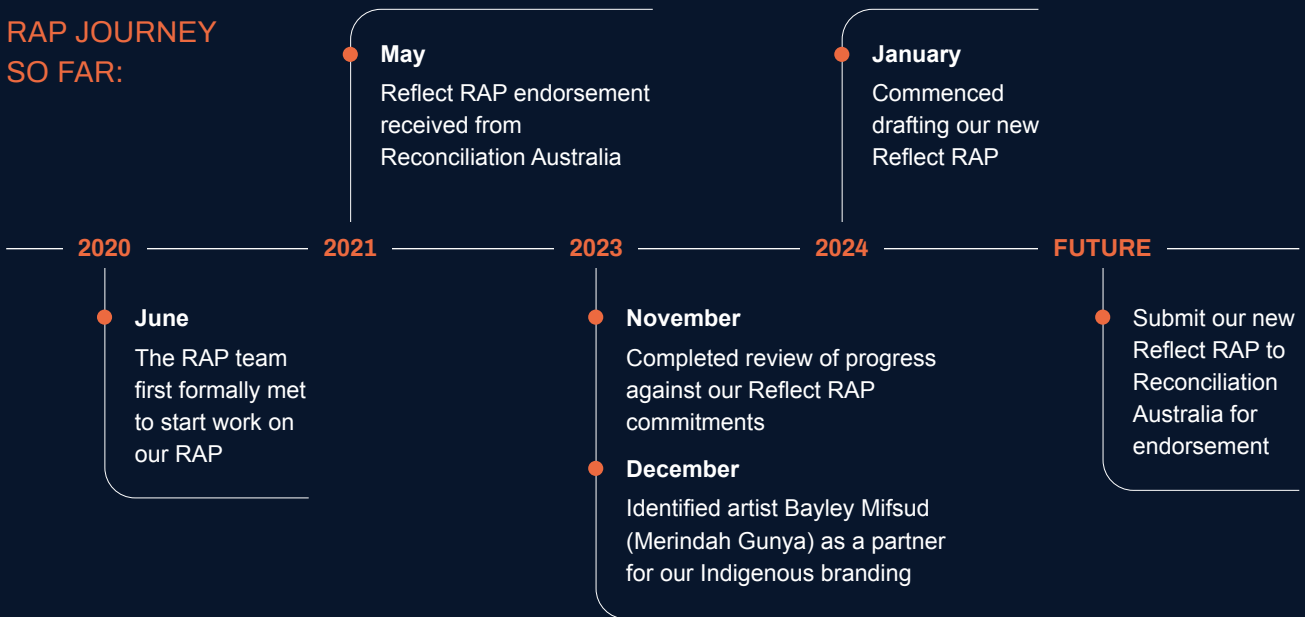 RAP JOURNEY
SO FAR:
May
Reflect RAP endorsement
received from
Reconciliation Australia
January
Commenced
drafting our new
Reflect RAP
2020
2021
2023
2024
FUTURE
June
The RAP team
first formally met
to start work on
our RAP
November
Completed review of progress
against our Reflect RAP
commitments
December
Identified artist Bayley Mifsud
(Merindah Gunya) as a partner
for our Indigenous branding
Submit our new
Reflect RAP to
Reconciliation
Australia for
endorsement